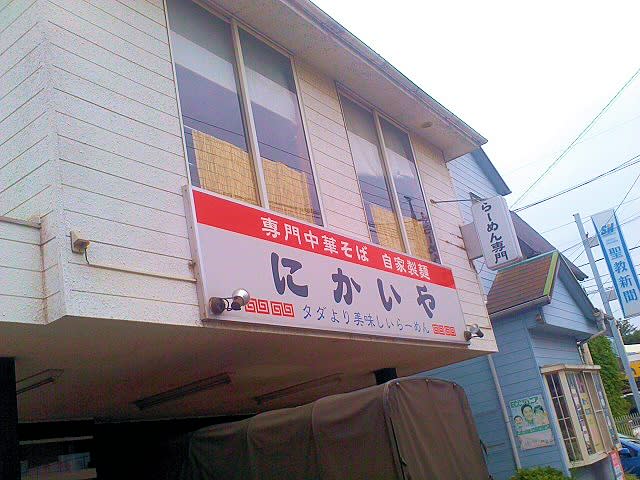 専門中華そば 自家製麺
にかいや
タダより美味しいらーめん
らーめん専門
聖教新聞